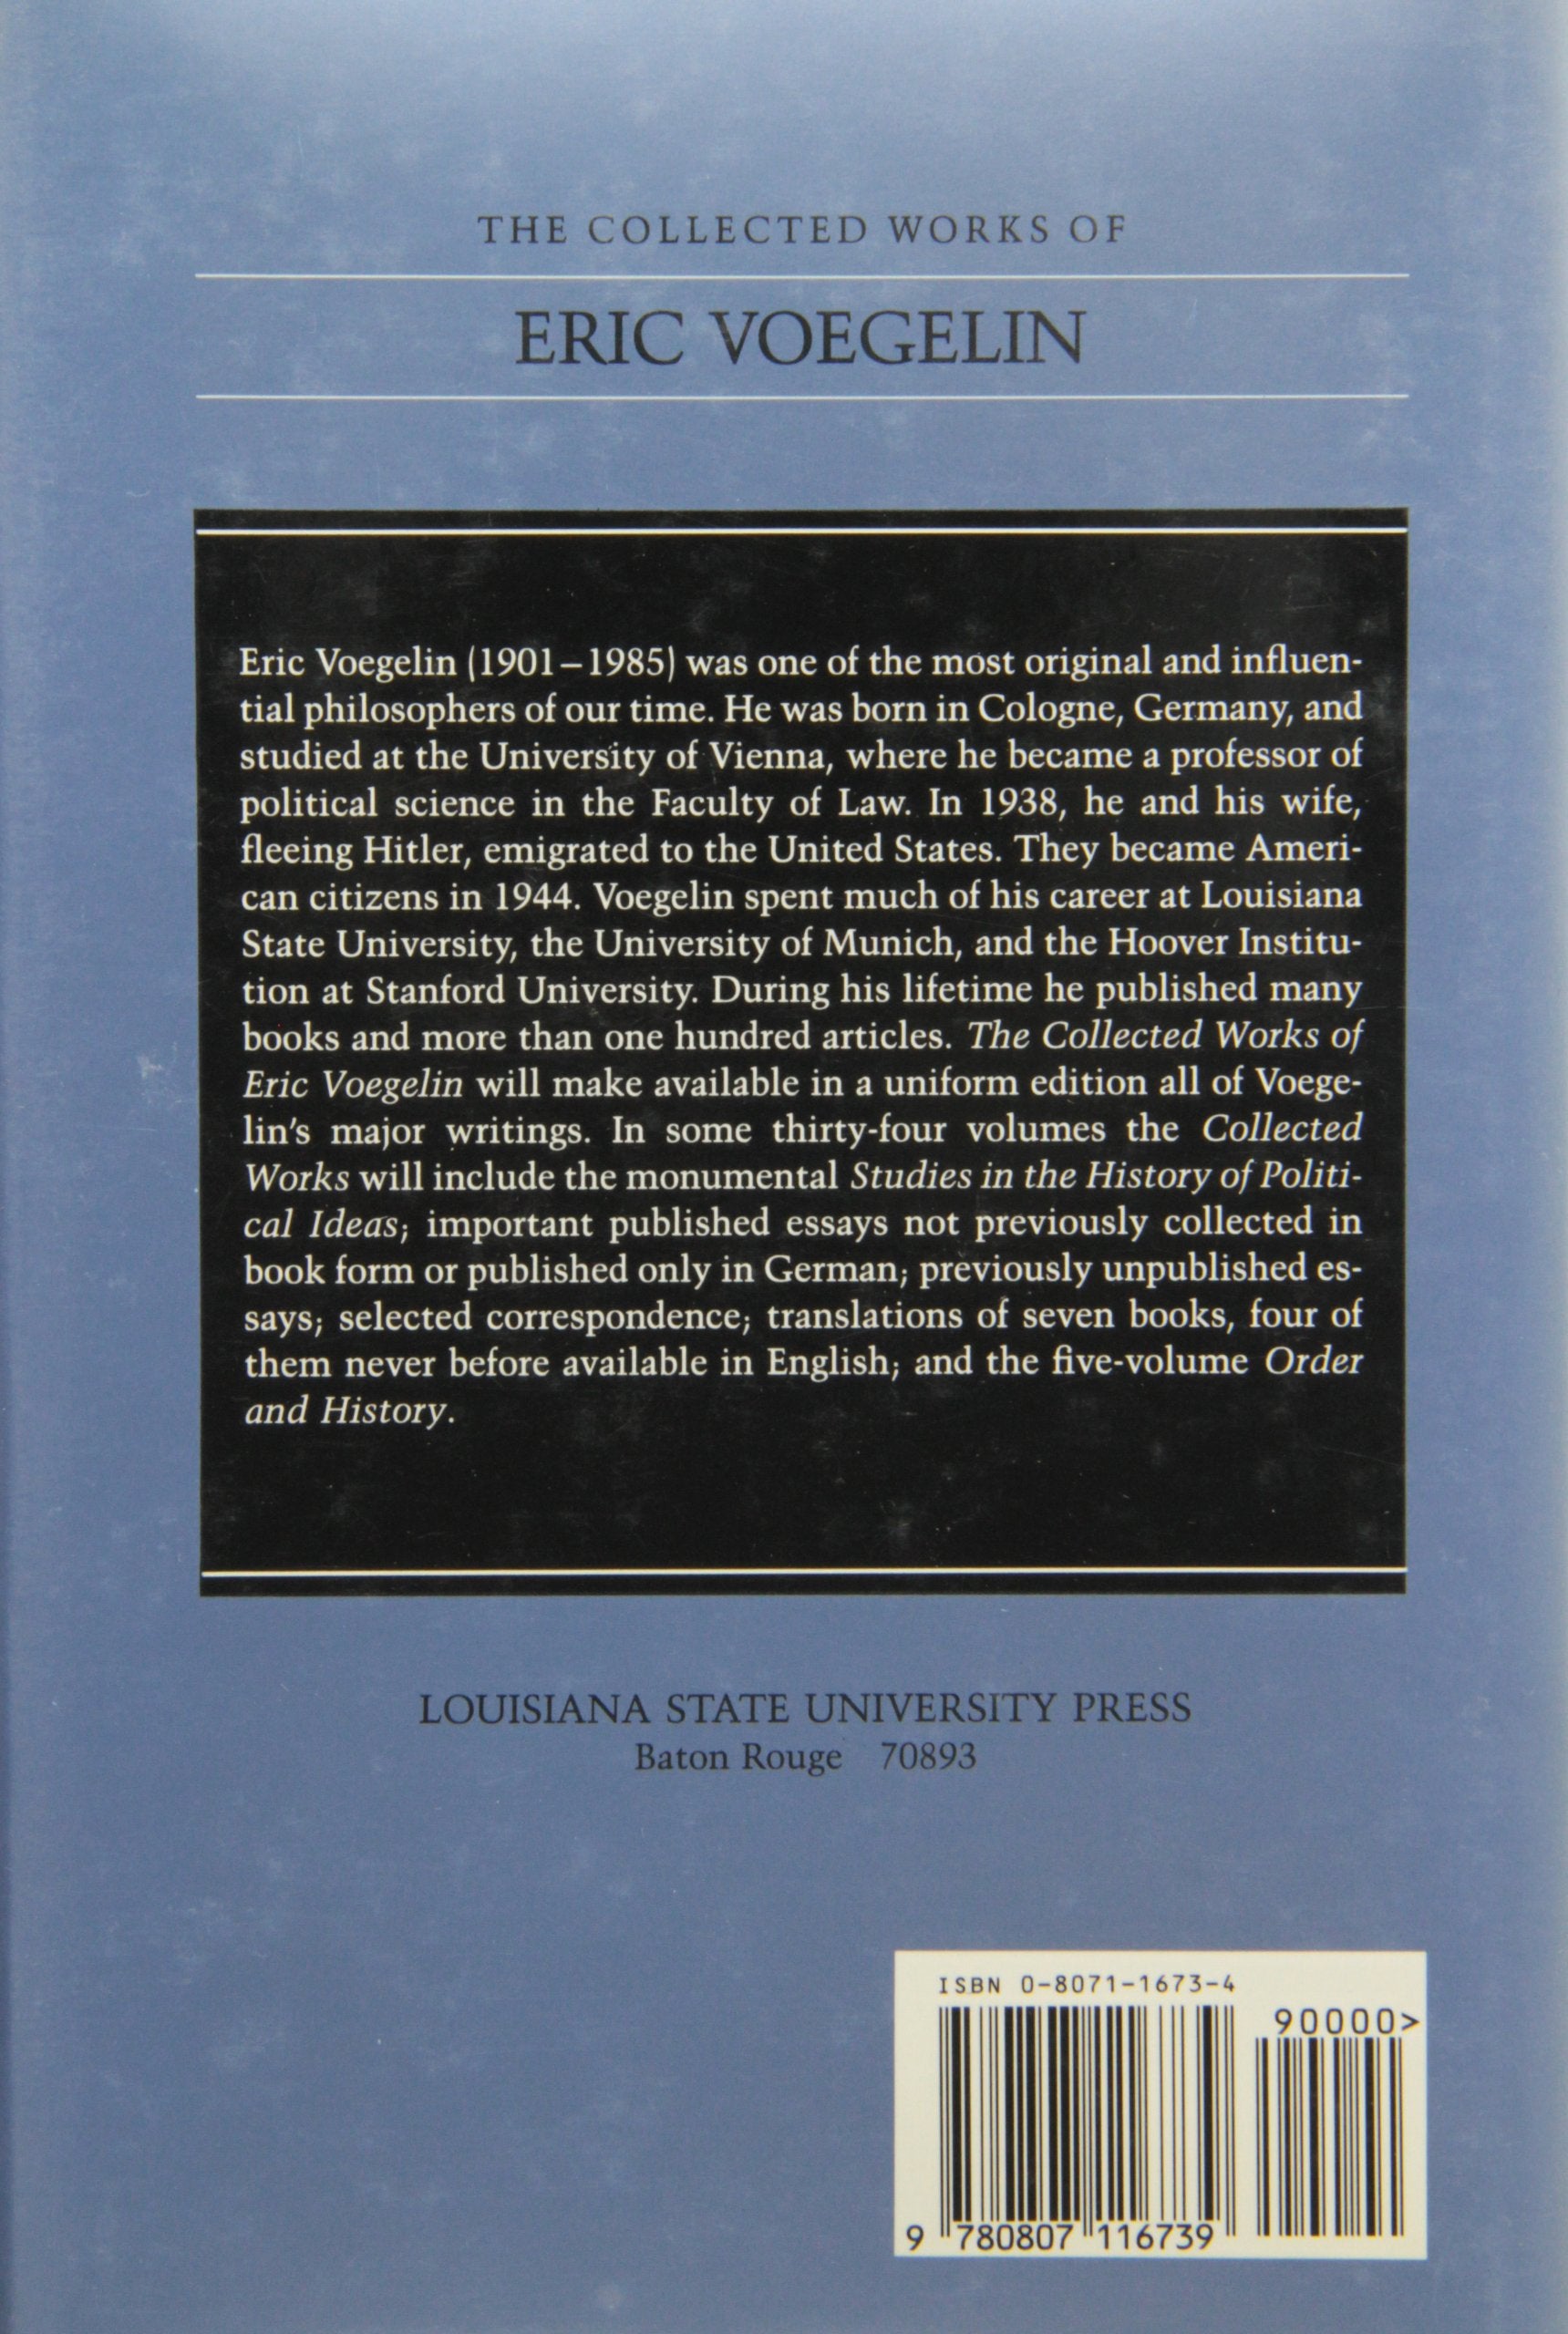 THE COLLECTED WORKS OF
ERIC VOEGELIN
Eric Voegelin (1901–1985) was one of the most original and influen-
tial philosophers of our time. He was born in Cologne, Germany, and
studied at the University of Vienna, where he became a professor of
political science in the Faculty of Law. In 1938, he and his wife,
fleeing Hitler, emigrated to the United States. They became Ameri-
can citizens in 1944. Voegelin spent much of his career at Louisiana
State University, the University of Munich, and the Hoover Institu-
tion at Stanford University. During his lifetime he published many
books and more than one hundred articles. The Collected Works of
Eric Voegelin will make available in a uniform edition all of Voege-
lin's major writings. In some thirty-four volumes the Collected
Works will include the monumental Studies in the History of Politi-
cal Ideas; important published essays not previously collected in
book form or published only in German; previously unpublished es-
says; selected correspondence; translations of seven books, four of
them never before available in English; and the five-volume Order
and History.
LOUISIANA STATE UNIVERSITY PRESS
Baton Rouge 70893
ISBN 0-8071-1673-4
90000>
9 780807 116739